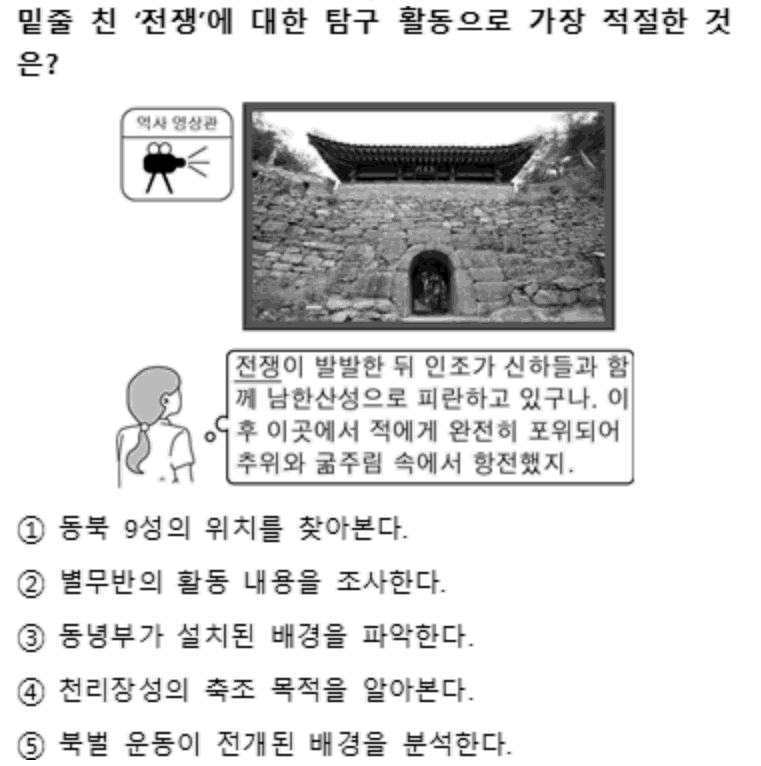 밑줄 친 '전쟁'에 대한 탐구 활동으로 가장 적절한 것
은?
역사 영상관
전쟁이 발발한 뒤 인조가 신하들과 함
께 남한산성으로 피란하고 있구나. 이
후 이곳에서 적에게 완전히 포위되어
추위와 굶주림 속에서 항전했지.
① 동북 9성의 위치를 찾아본다.
② 별무반의 활동 내용을 조사한다.
③ 동녕부가 설치된 배경을 파악한다.
④ 천리장성의 축조 목적을 알아본다.
⑤ 북벌 운동이 전개된 배경을 분석한다.